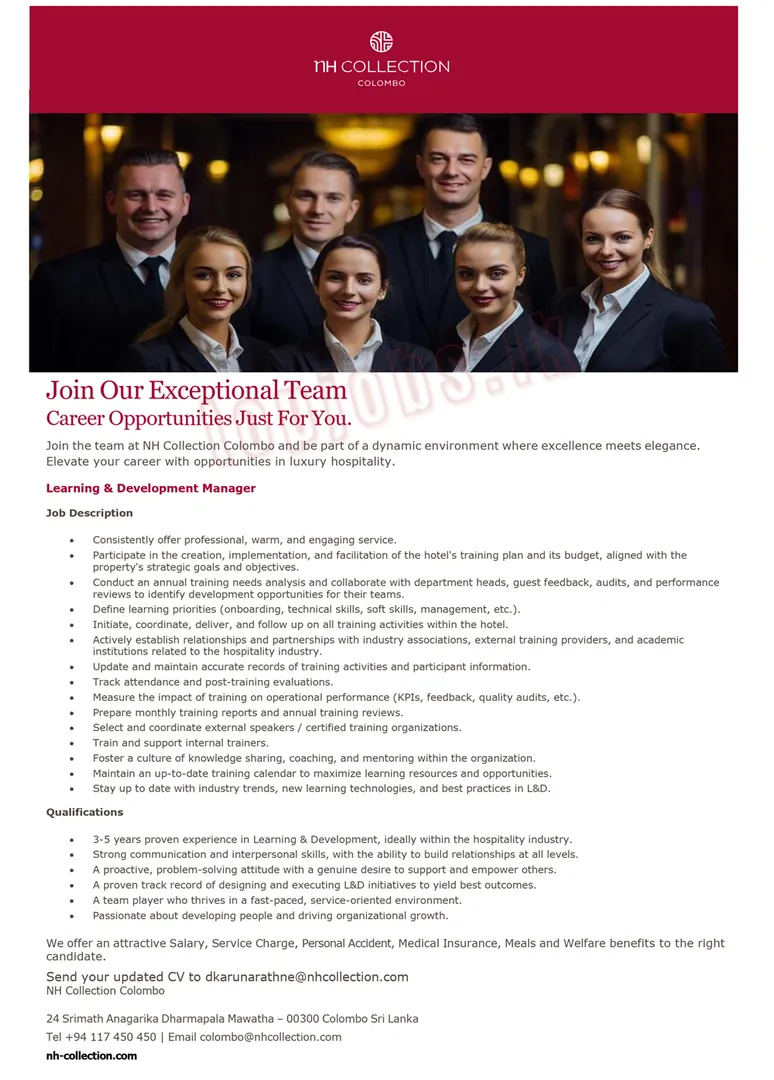 NH COLLECTION
COLOMBO
topjobs.lk
Join Our Exceptional Team
Career Opportunities Just For You.
Join the team at NH Collection Colombo and be part of a dynamic environment where excellence meets elegance.
Elevate your career with opportunities in luxury hospitality.
Learning & Development Manager
Job Description
• Consistently offer professional, warm, and engaging service.
• Participate in the creation, implementation, and facilitation of the hotel's training plan and its budget, aligned with the
property's strategic goals and objectives.
• Conduct an annual training needs analysis and collaborate with department heads, guest feedback, audits, and performance
reviews to identify development opportunities for their teams.
• Define learning priorities (onboarding, technical skills, soft skills, management, etc.).
• Initiate, coordinate, deliver, and follow up on all training activities within the hotel.
• Actively establish relationships and partnerships with industry associations, external training providers, and academic
institutions related to the hospitality industry.
• Update and maintain accurate records of training activities and participant information.
• Track attendance and post-training evaluations.
• Measure the impact of training on operational performance (KPIs, feedback, quality audits, etc.).
• Prepare monthly training reports and annual training reviews.
• Select and coordinate external speakers / certified training organizations.
• Train and support internal trainers.
• Foster a culture of knowledge sharing, coaching, and mentoring within the organization.
• Maintain an up-to-date training calendar to maximize learning resources and opportunities.
• Stay up to date with industry trends, new learning technologies, and best practices in L&D.
Qualifications
• 3-5 years proven experience in Learning & Development, ideally within the hospitality industry.
• Strong communication and interpersonal skills, with the ability to build relationships at all levels.
• A proactive, problem-solving attitude with a genuine desire to support and empower others.
• A proven track record of designing and executing L&D initiatives to yield best outcomes.
• A team player who thrives in a fast-paced, service-oriented environment.
• Passionate about developing people and driving organizational growth.
We offer an attractive Salary, Service Charge, Personal Accident, Medical Insurance, Meals and Welfare benefits to the right
candidate.
Send your updated CV to dkarunarathne@nhcollection.com
NH Collection Colombo
24 Srimath Anagarika Dharmapala Mawatha – 00300 Colombo Sri Lanka
Tel +94 117 450 450 | Email colombo@nhcollection.com
nh-collection.com